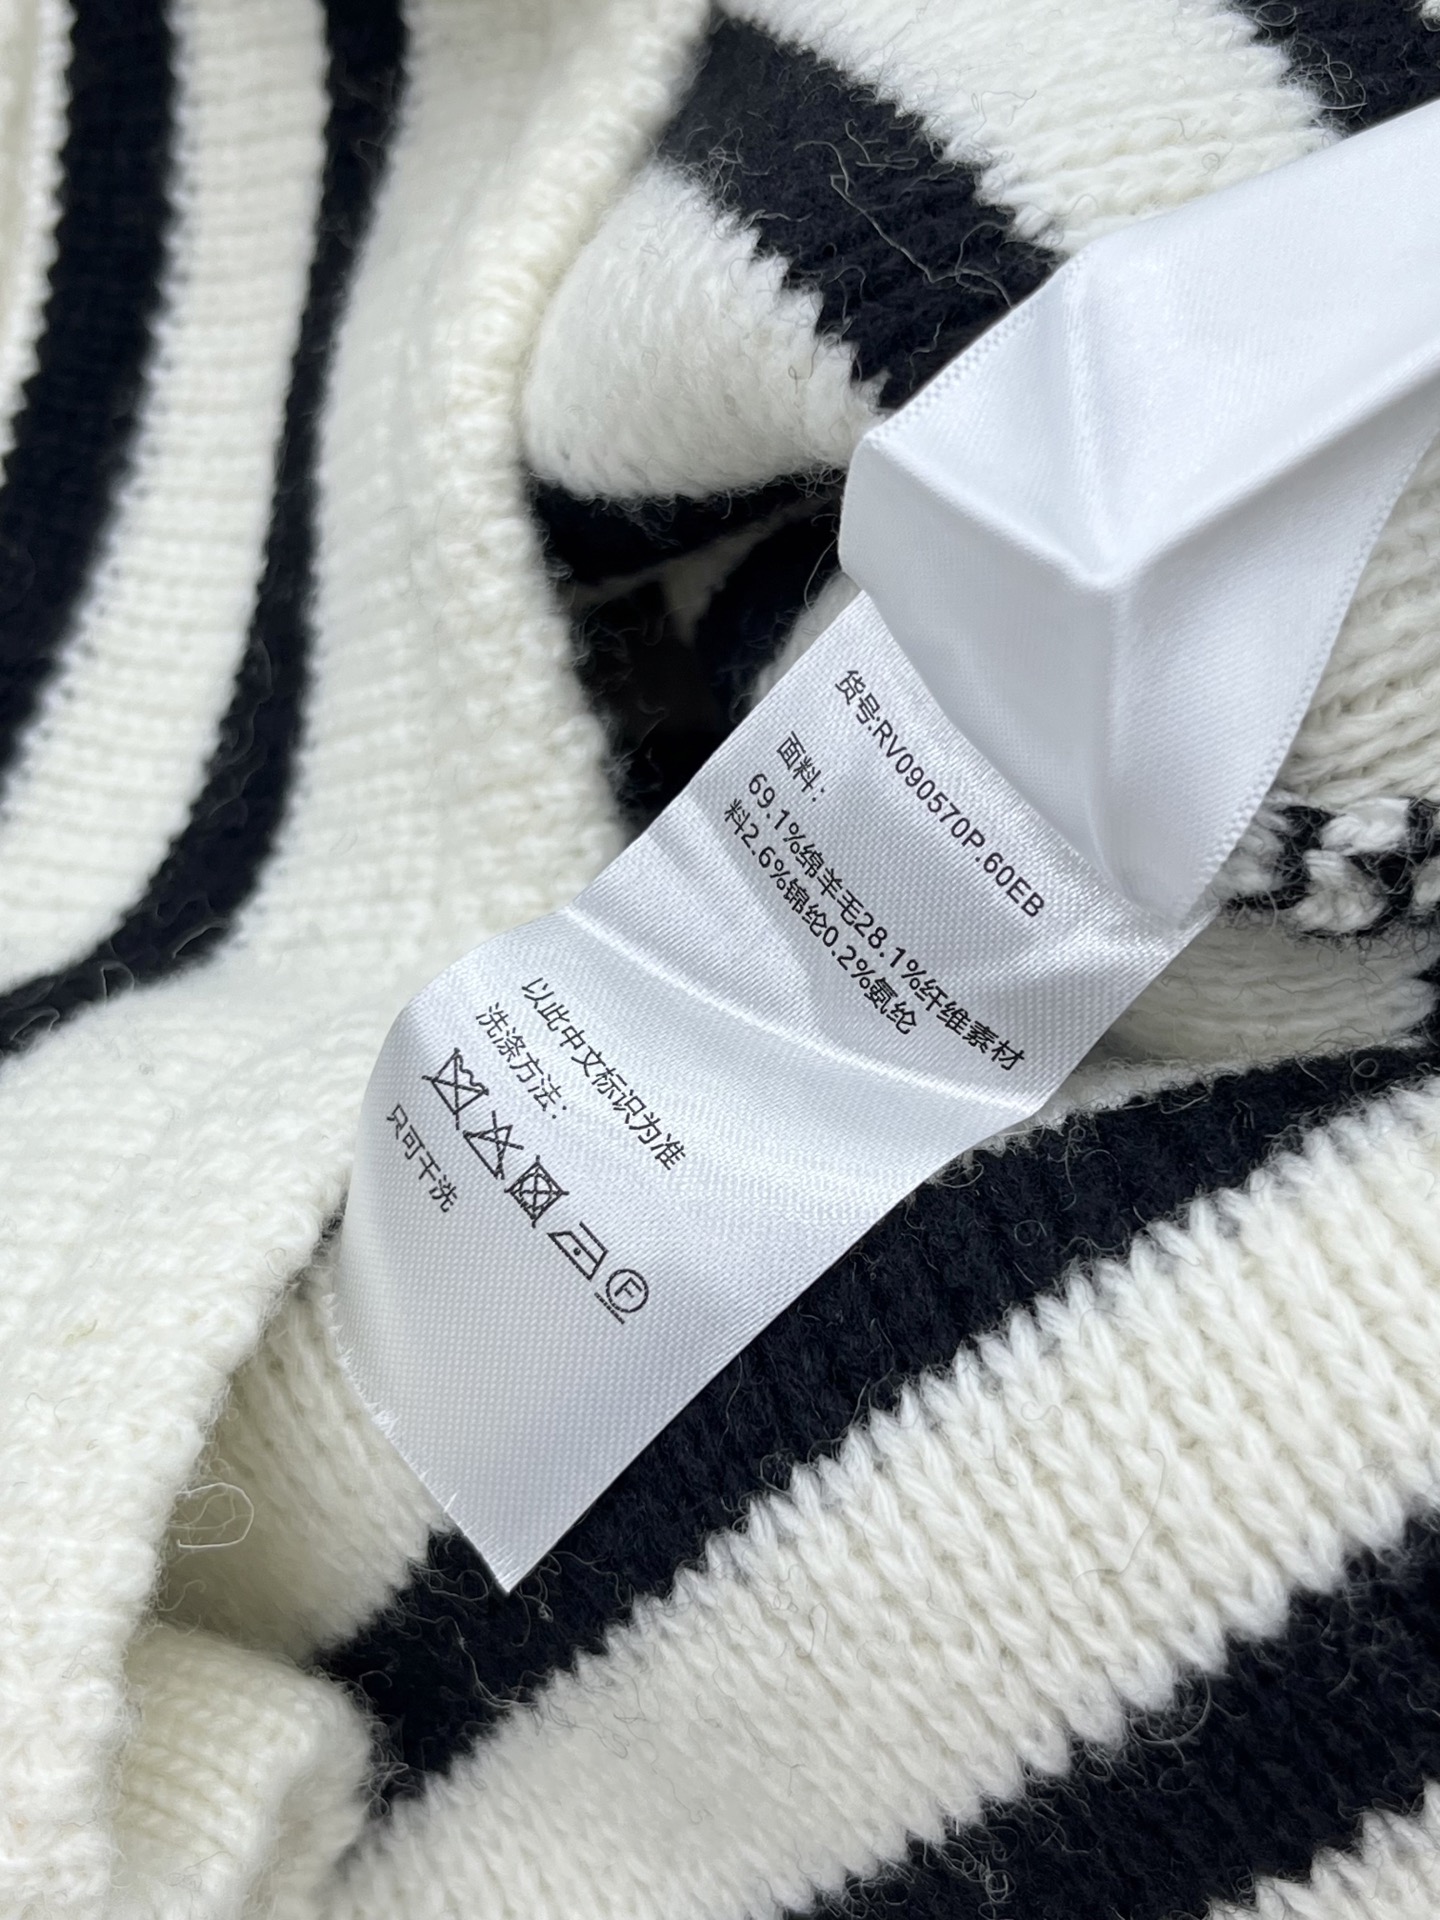 货号:RV090570P.60EB
面料：
69.1%绵羊毛28.1%纤维素材
料2.6%锦纶0.2%氨纶
以此中文标识为准
洗涤方法：
F
只可干洗